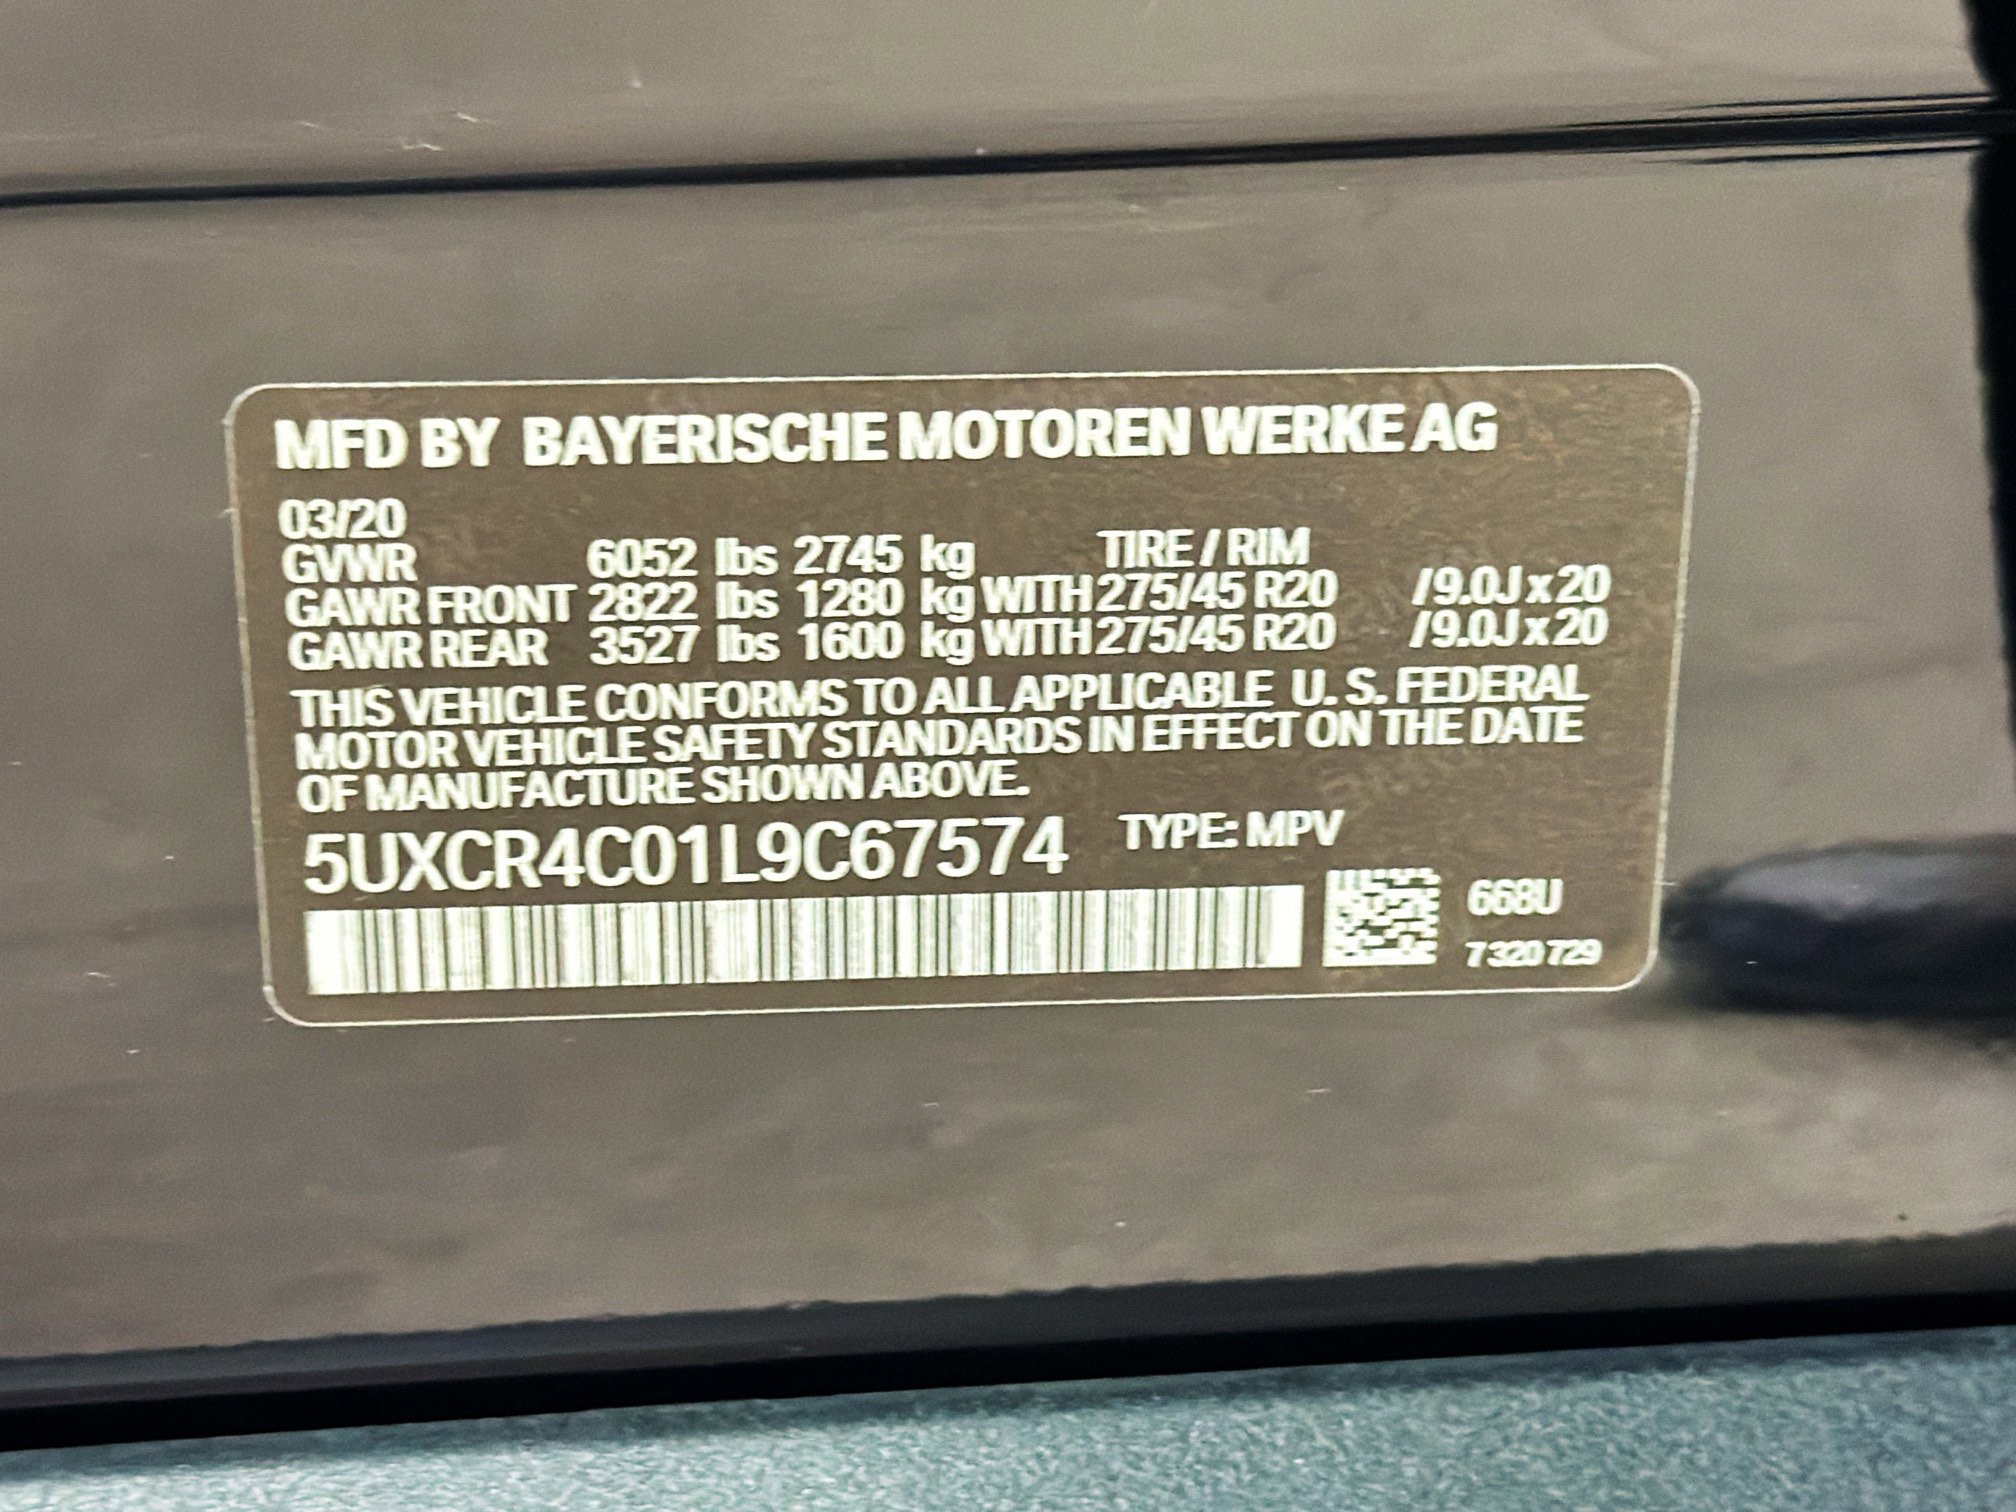 MFD BY BAYERISCHE MOTOREN WERKE AG
03/20
GVWR 6052 lbs 2745 kg TIRE / RIM
GAWR FRONT 2822 lbs 1280 kg WITH 275/45 R20 /9.0J x 20
GAWR REAR 3527 lbs 1600 kg WITH 275/45 R20 /9.0J x 20
THIS VEHICLE CONFORMS TO ALL APPLICABLE U. S. FEDERAL
MOTOR VEHICLE SAFETY STANDARDS IN EFFECT ON THE DATE
OF MANUFACTURE SHOWN ABOVE.
5UXCR4C01L9C67574 TYPE: MPV
668U
7320729